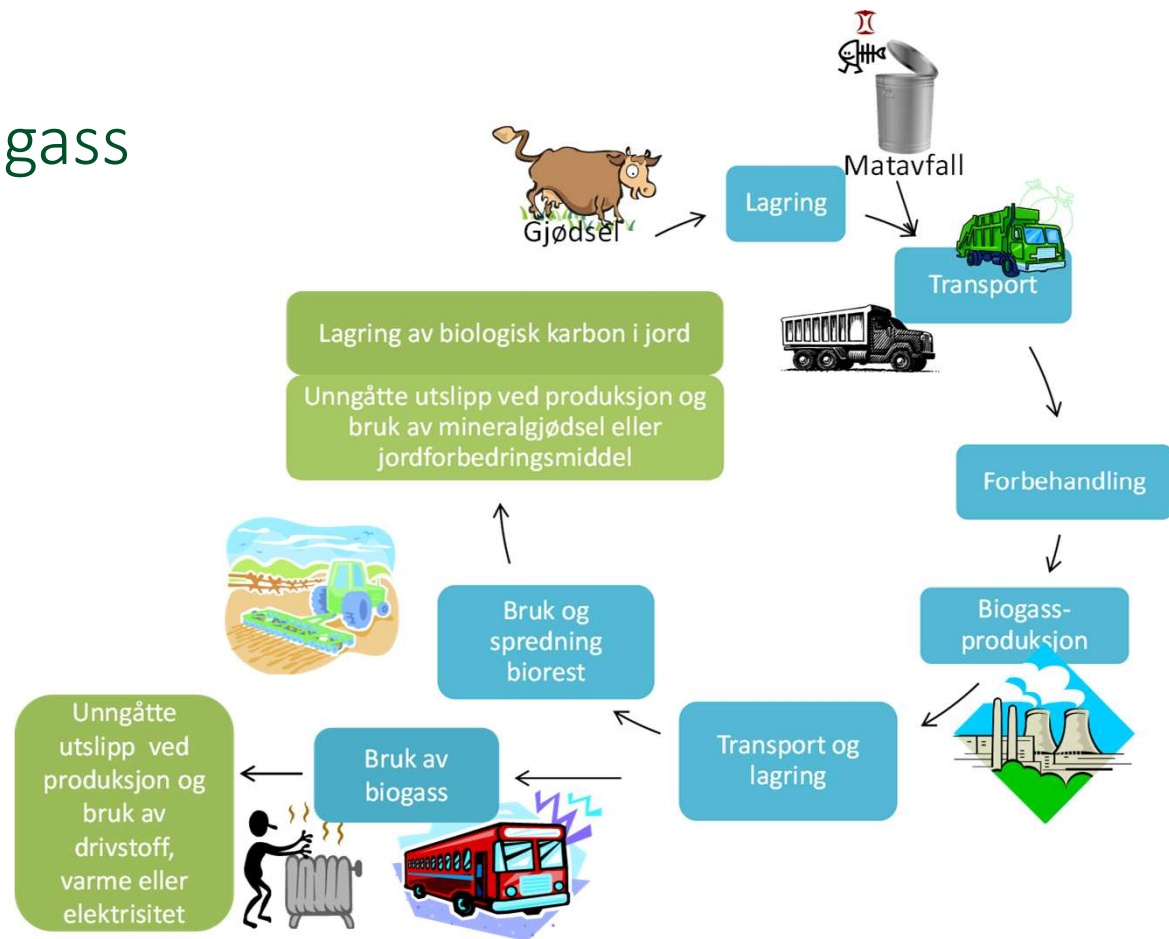 gass
Matavfall
Gjødsel
Lagring
Transport
Lagring av biologisk karbon i jord
Unngåtte utslipp ved produksjon og
bruk av mineralgjødsel eller
jordforbedringsmiddel
Forbehandling
Biogass-
produksjon
Bruk og
spredning
biorest
Transport og
lagring
Bruk av
biogass
Unngåtte
utslipp ved
produksjon og
bruk av
drivstoff,
varme eller
elektrisitet